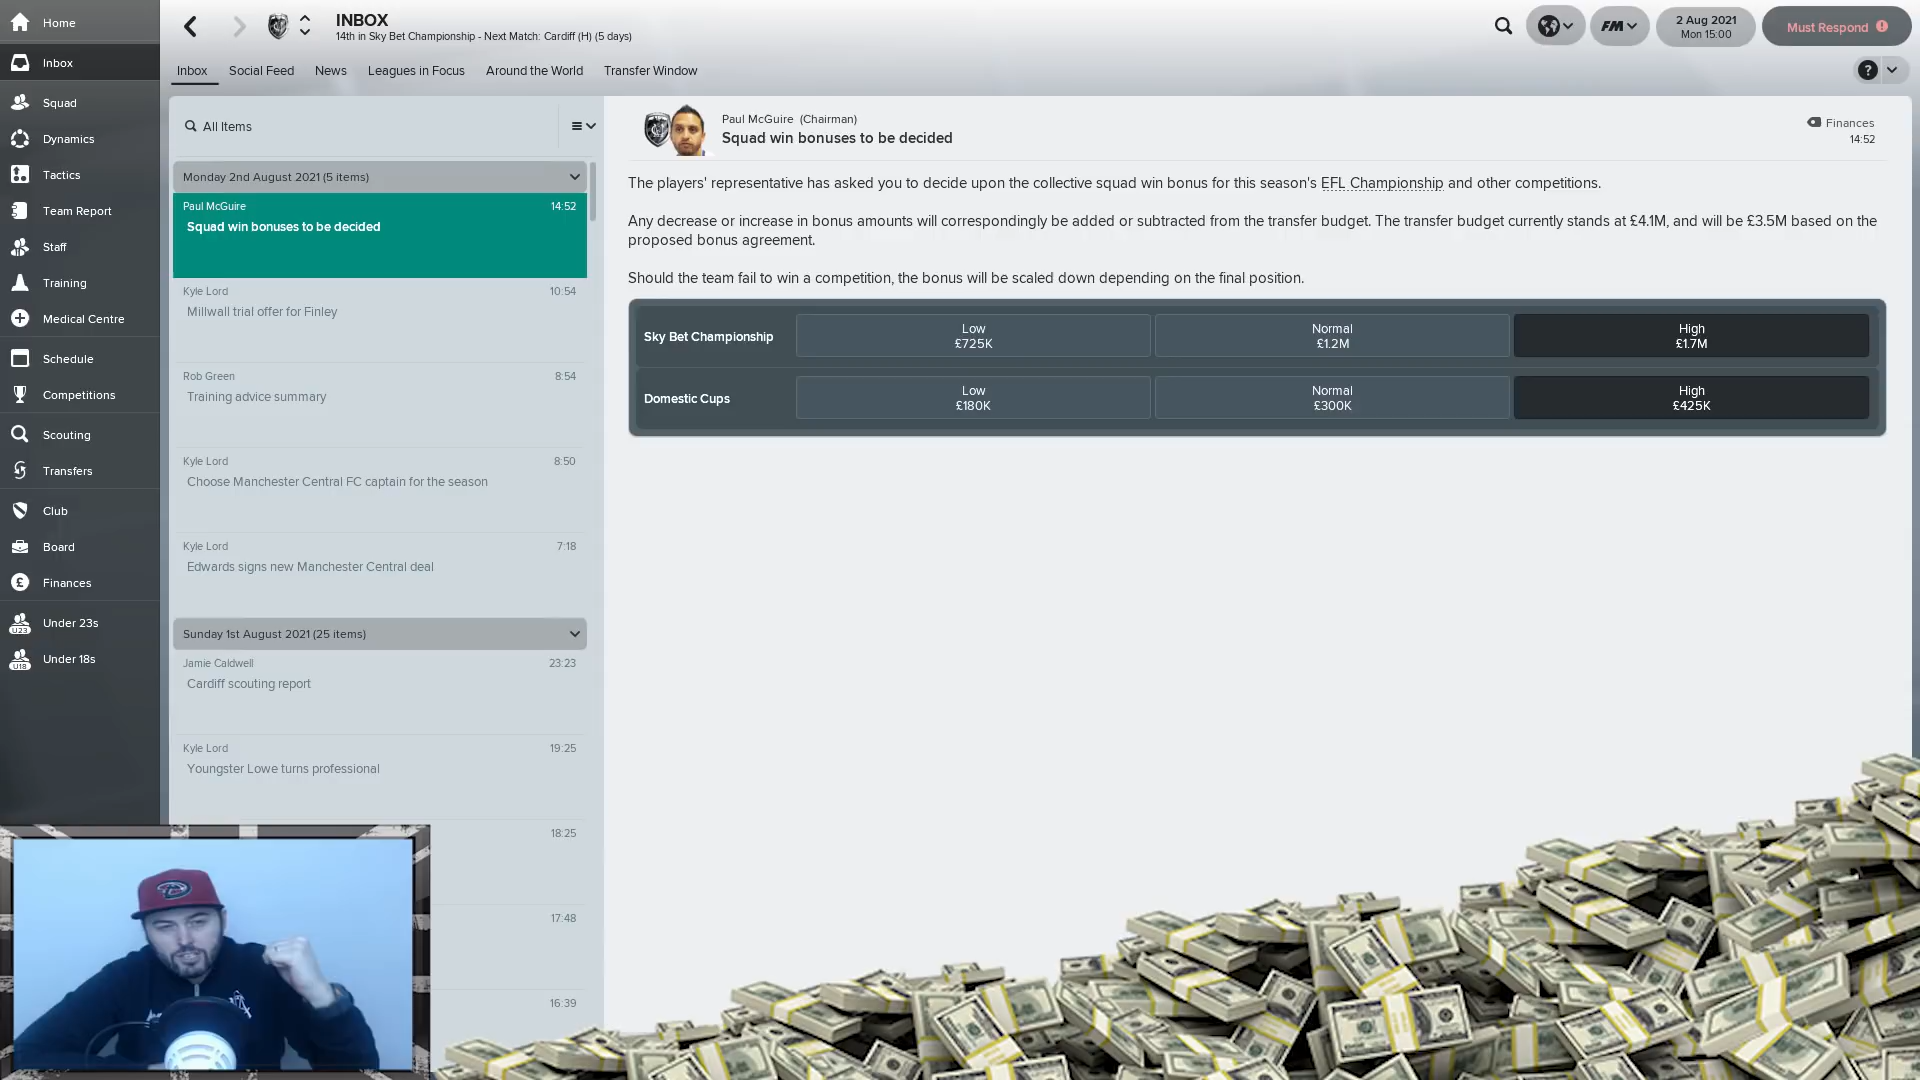 Home
Inbox
Squad
Dynamics
Tactics
Team Report
Staff
Training
Medical Centre
Schedule
Competitions
Scouting
Transfers
Club
Board
Finances
U23
Under 23s
U18
Under 18s
INBOX
14th in Sky Bet Championship - Next Match: Cardiff (H) (5 days)
FM
2 Aug 2021
Mon 15:00
Must Respond
Inbox Social Feed News Leagues in Focus Around the World Transfer Window
?
All Items
Monday 2nd August 2021 (5 items)
Paul McGuire 14:52
Squad win bonuses to be decided
Kyle Lord 10:54
Millwall trial offer for Finley
Rob Green 8:54
Training advice summary
Kyle Lord 8:50
Choose Manchester Central FC captain for the season
Kyle Lord 7:18
Edwards signs new Manchester Central deal
Sunday 1st August 2021 (25 items)
Jamie Caldwell 23:23
Cardiff scouting report
Kyle Lord 19:25
Youngster Lowe turns professional
18:25
17:48
16:39
Paul McGuire (Chairman)
Squad win bonuses to be decided
Finances
14:52
The players' representative has asked you to decide upon the collective squad win bonus for this season's EFL Championship and other competitions.
Any decrease or increase in bonus amounts will correspondingly be added or subtracted from the transfer budget. The transfer budget currently stands at £4.1M, and will be £3.5M based on the
proposed bonus agreement.
Should the team fail to win a competition, the bonus will be scaled down depending on the final position.
Sky Bet Championship
Low
£725K
Normal
£1.2M
High
£1.7M
Domestic Cups
Low
£180K
Normal
£300K
High
£425K